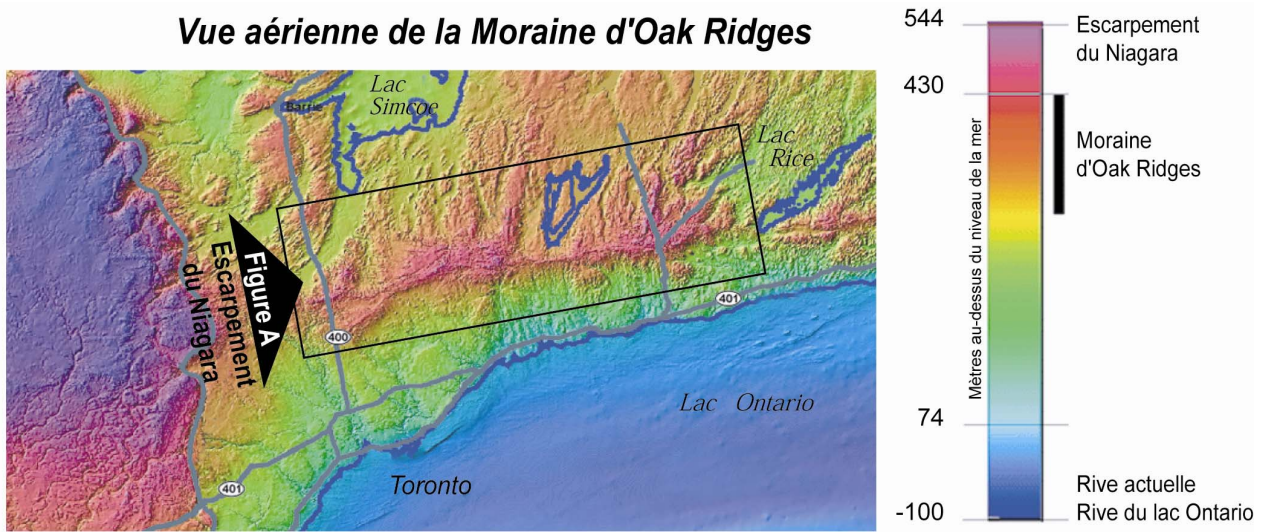 Vue aérienne de la Moraine d'Oak Ridges
Lac
Simcoe
Barrie
Lac
Rice
Figure A
Escarpement
du Niagara
400
401
401
Lac Ontario
Toronto
544
430
74
-100
Mètres au-dessus du niveau de la mer
Escarpement
du Niagara
Moraine
d'Oak Ridges
Rive actuelle
Rive du lac Ontario